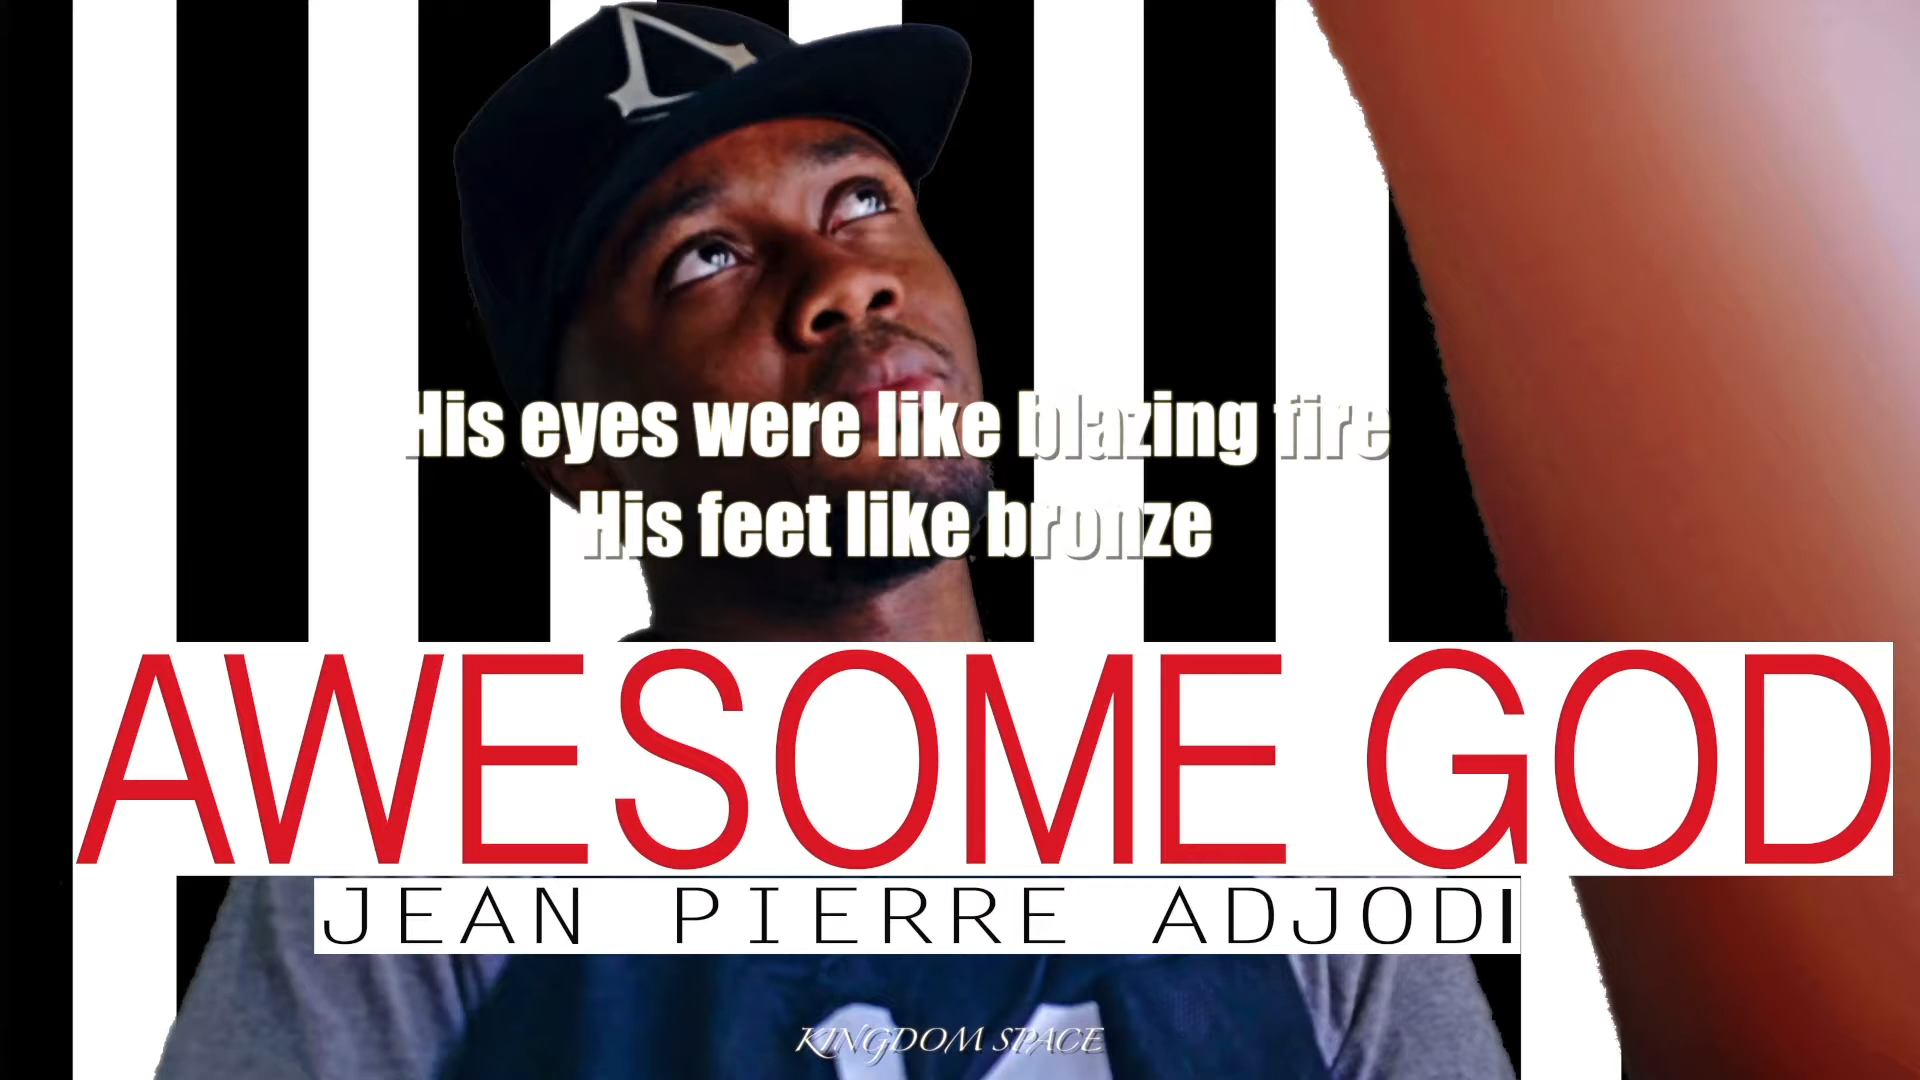 His eyes were like blazing fire
His feet like bronze
AWESOME GOD
JEAN PIERRE ADJODI
KINGDOM SPACE